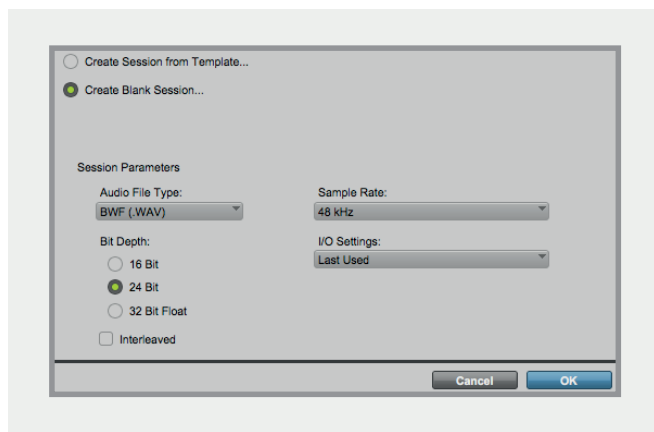 Create Session from Template...
Create Blank Session...
Session Parameters
Audio File Type:
BWF (.WAV)
Sample Rate:
48 kHz
Bit Depth:
16 Bit
24 Bit
32 Bit Float
I/O Settings:
Last Used
Interleaved
Cancel
OK